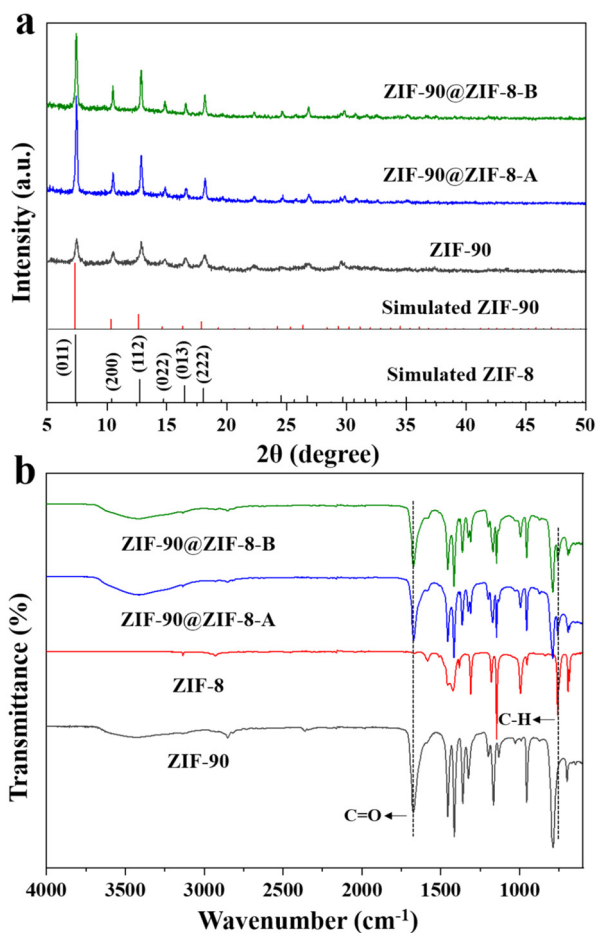 a
ZIF-90@ZIF-8-B
ZIF-90@ZIF-8-A
ZIF-90
Simulated ZIF-90
Simulated ZIF-8
(011)
(200)
(112)
(022)
(013)
(222)
Intensity (a.u.)
5 10 15 20 25 30 35 40 45 50
2θ (degree)
b
ZIF-90@ZIF-8-B
ZIF-90@ZIF-8-A
ZIF-8
C-H
ZIF-90
C=O
Transmittance (%)
4000 3500 3000 2500 2000 1500 1000
Wavenumber (cm⁻¹)